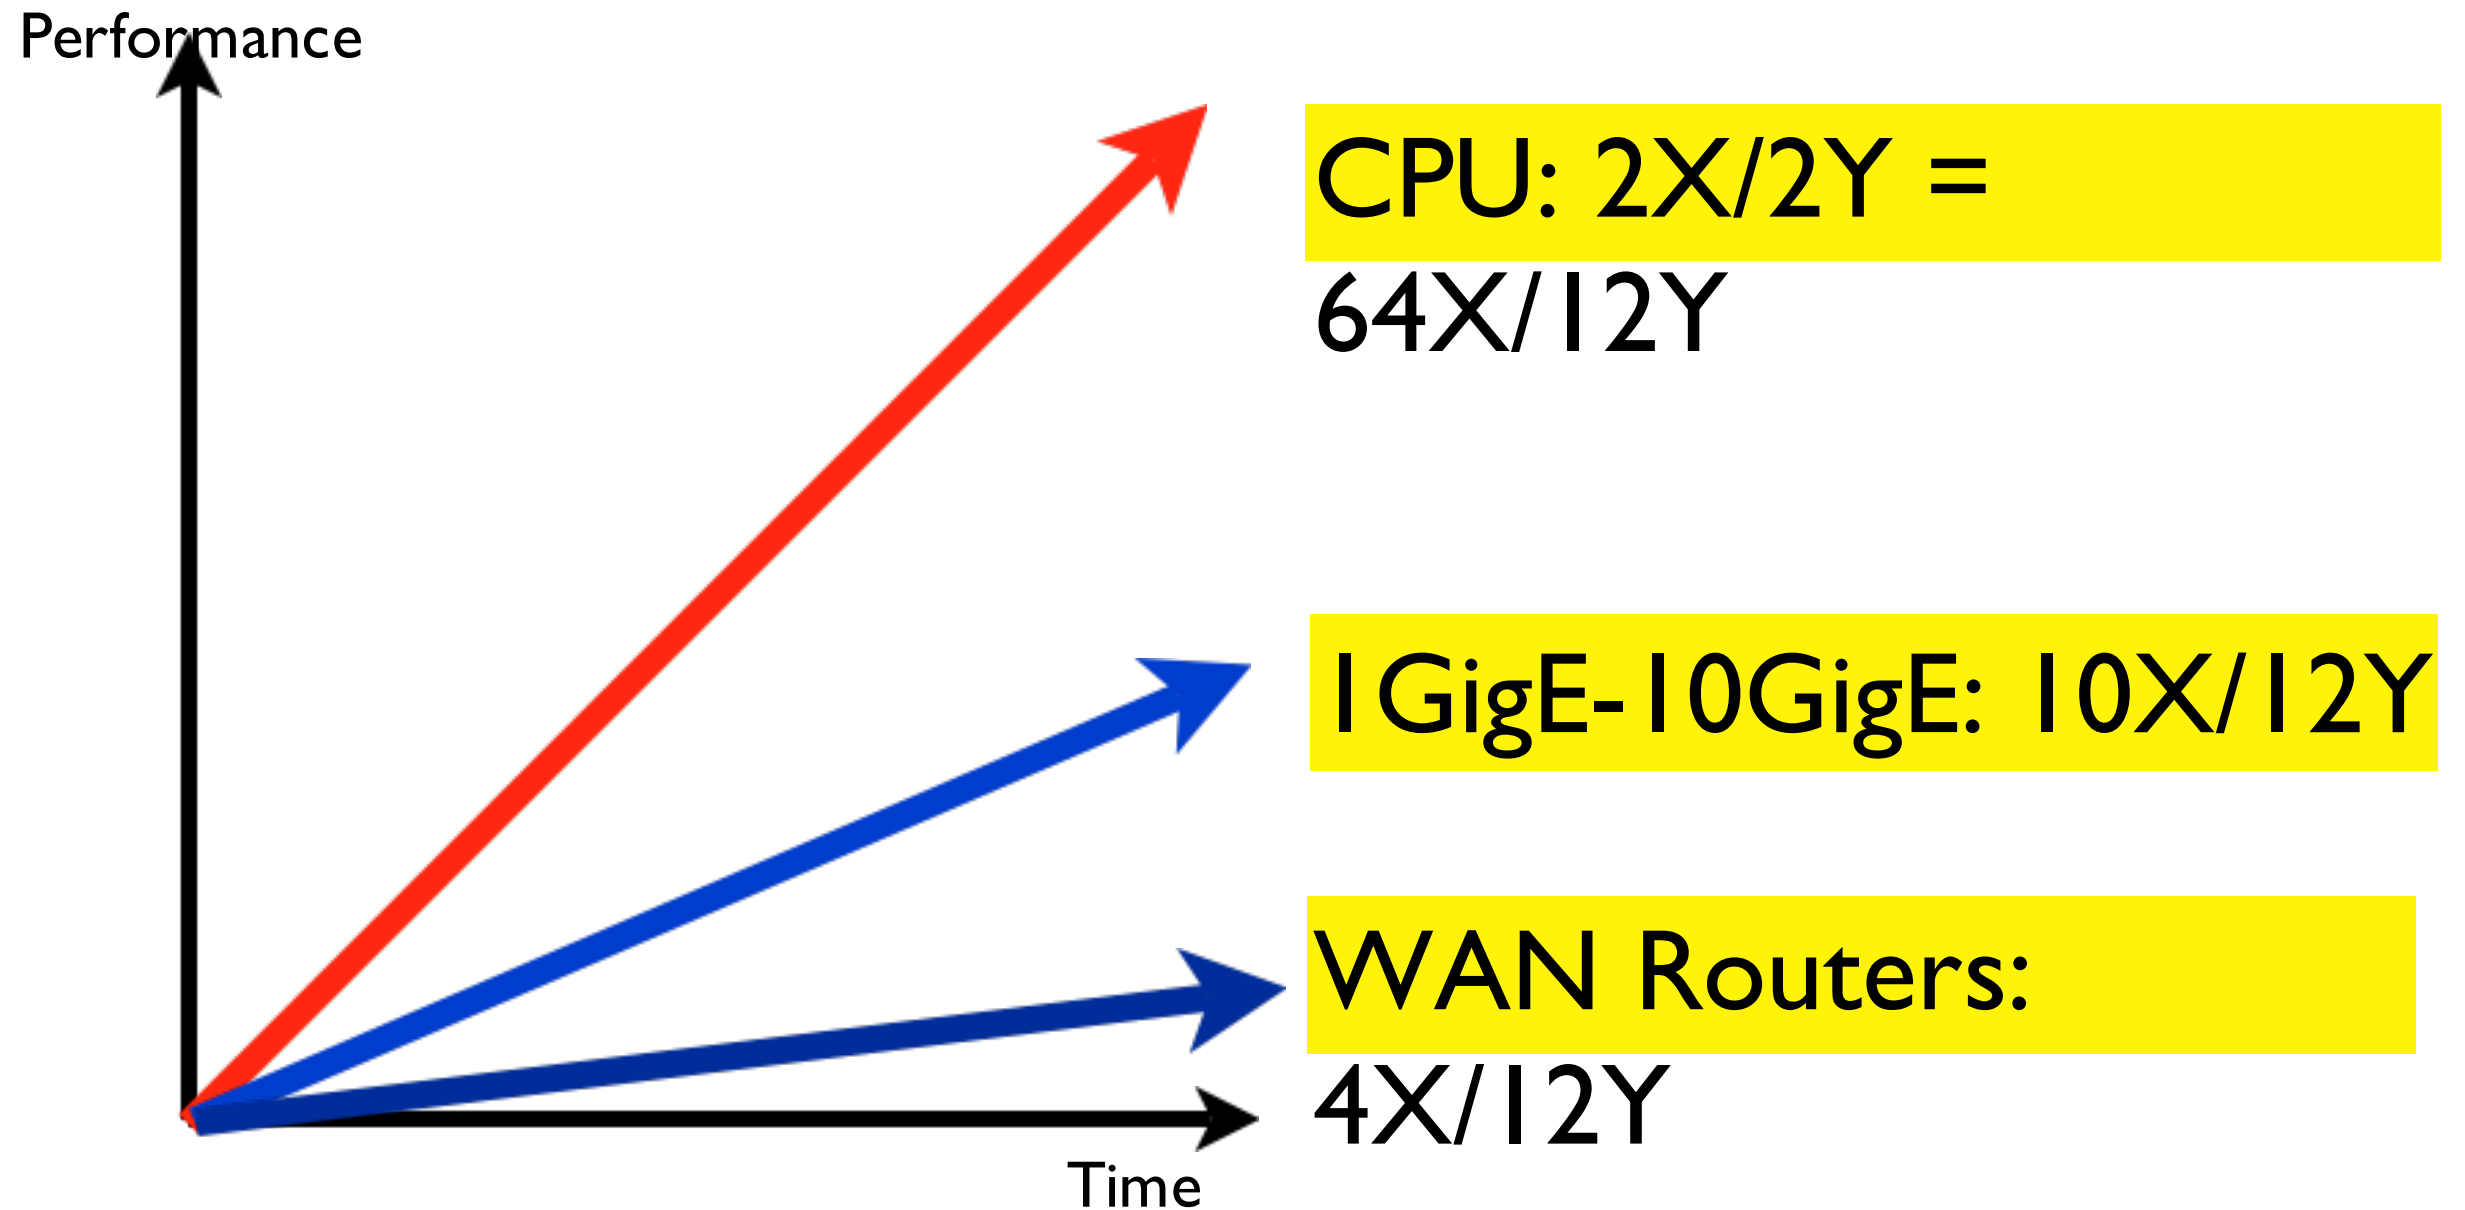 Performance
CPU: 2X/2Y =
64X/12Y
1GigE-10GigE: 10X/12Y
WAN Routers:
4X/12Y
Time